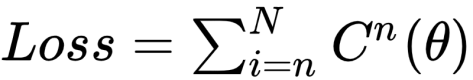 Loss = ∑_{i=n}^{N} C^n(θ)